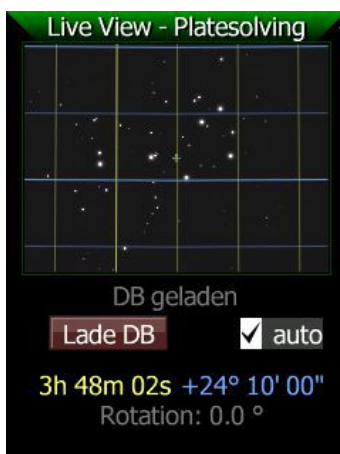 Live View - Platesolving
DB geladen
Lade DB
auto
3h 48m 02s +24° 10' 00"
Rotation: 0.0 °